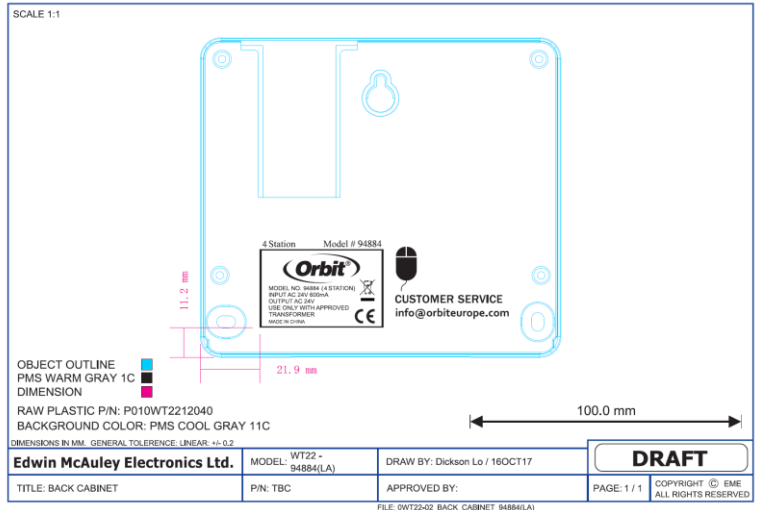 SCALE 1:1
4 Station Model # 94884
Orbit®
MODEL NO. 94884 (4 STATION)
INPUT AC 24V 600mA
OUTPUT AC 24V
USE ONLY WITH APPROVED
TRANSFORMER
MADE IN CHINA
CE
CUSTOMER SERVICE
info@orbiteurope.com
11.2 mm
21.9 mm
OBJECT OUTLINE
PMS WARM GRAY 1C
DIMENSION
RAW PLASTIC P/N: P010WT2212040
BACKGROUND COLOR: PMS COOL GRAY 11C
100.0 mm
DIMENSIONS IN MM. GENERAL TOLERENCE: LINEAR: +/- 0.2
Edwin McAuley Electronics Ltd.
MODEL: WT22 -
94884(LA)
DRAW BY: Dickson Lo / 16OCT17
DRAFT
TITLE: BACK CABINET
P/N: TBC
APPROVED BY:
PAGE: 1 / 1
COPYRIGHT © EME
ALL RIGHTS RESERVED
FILE: 0WT22-02_BACK_CABINET_94884(LA)